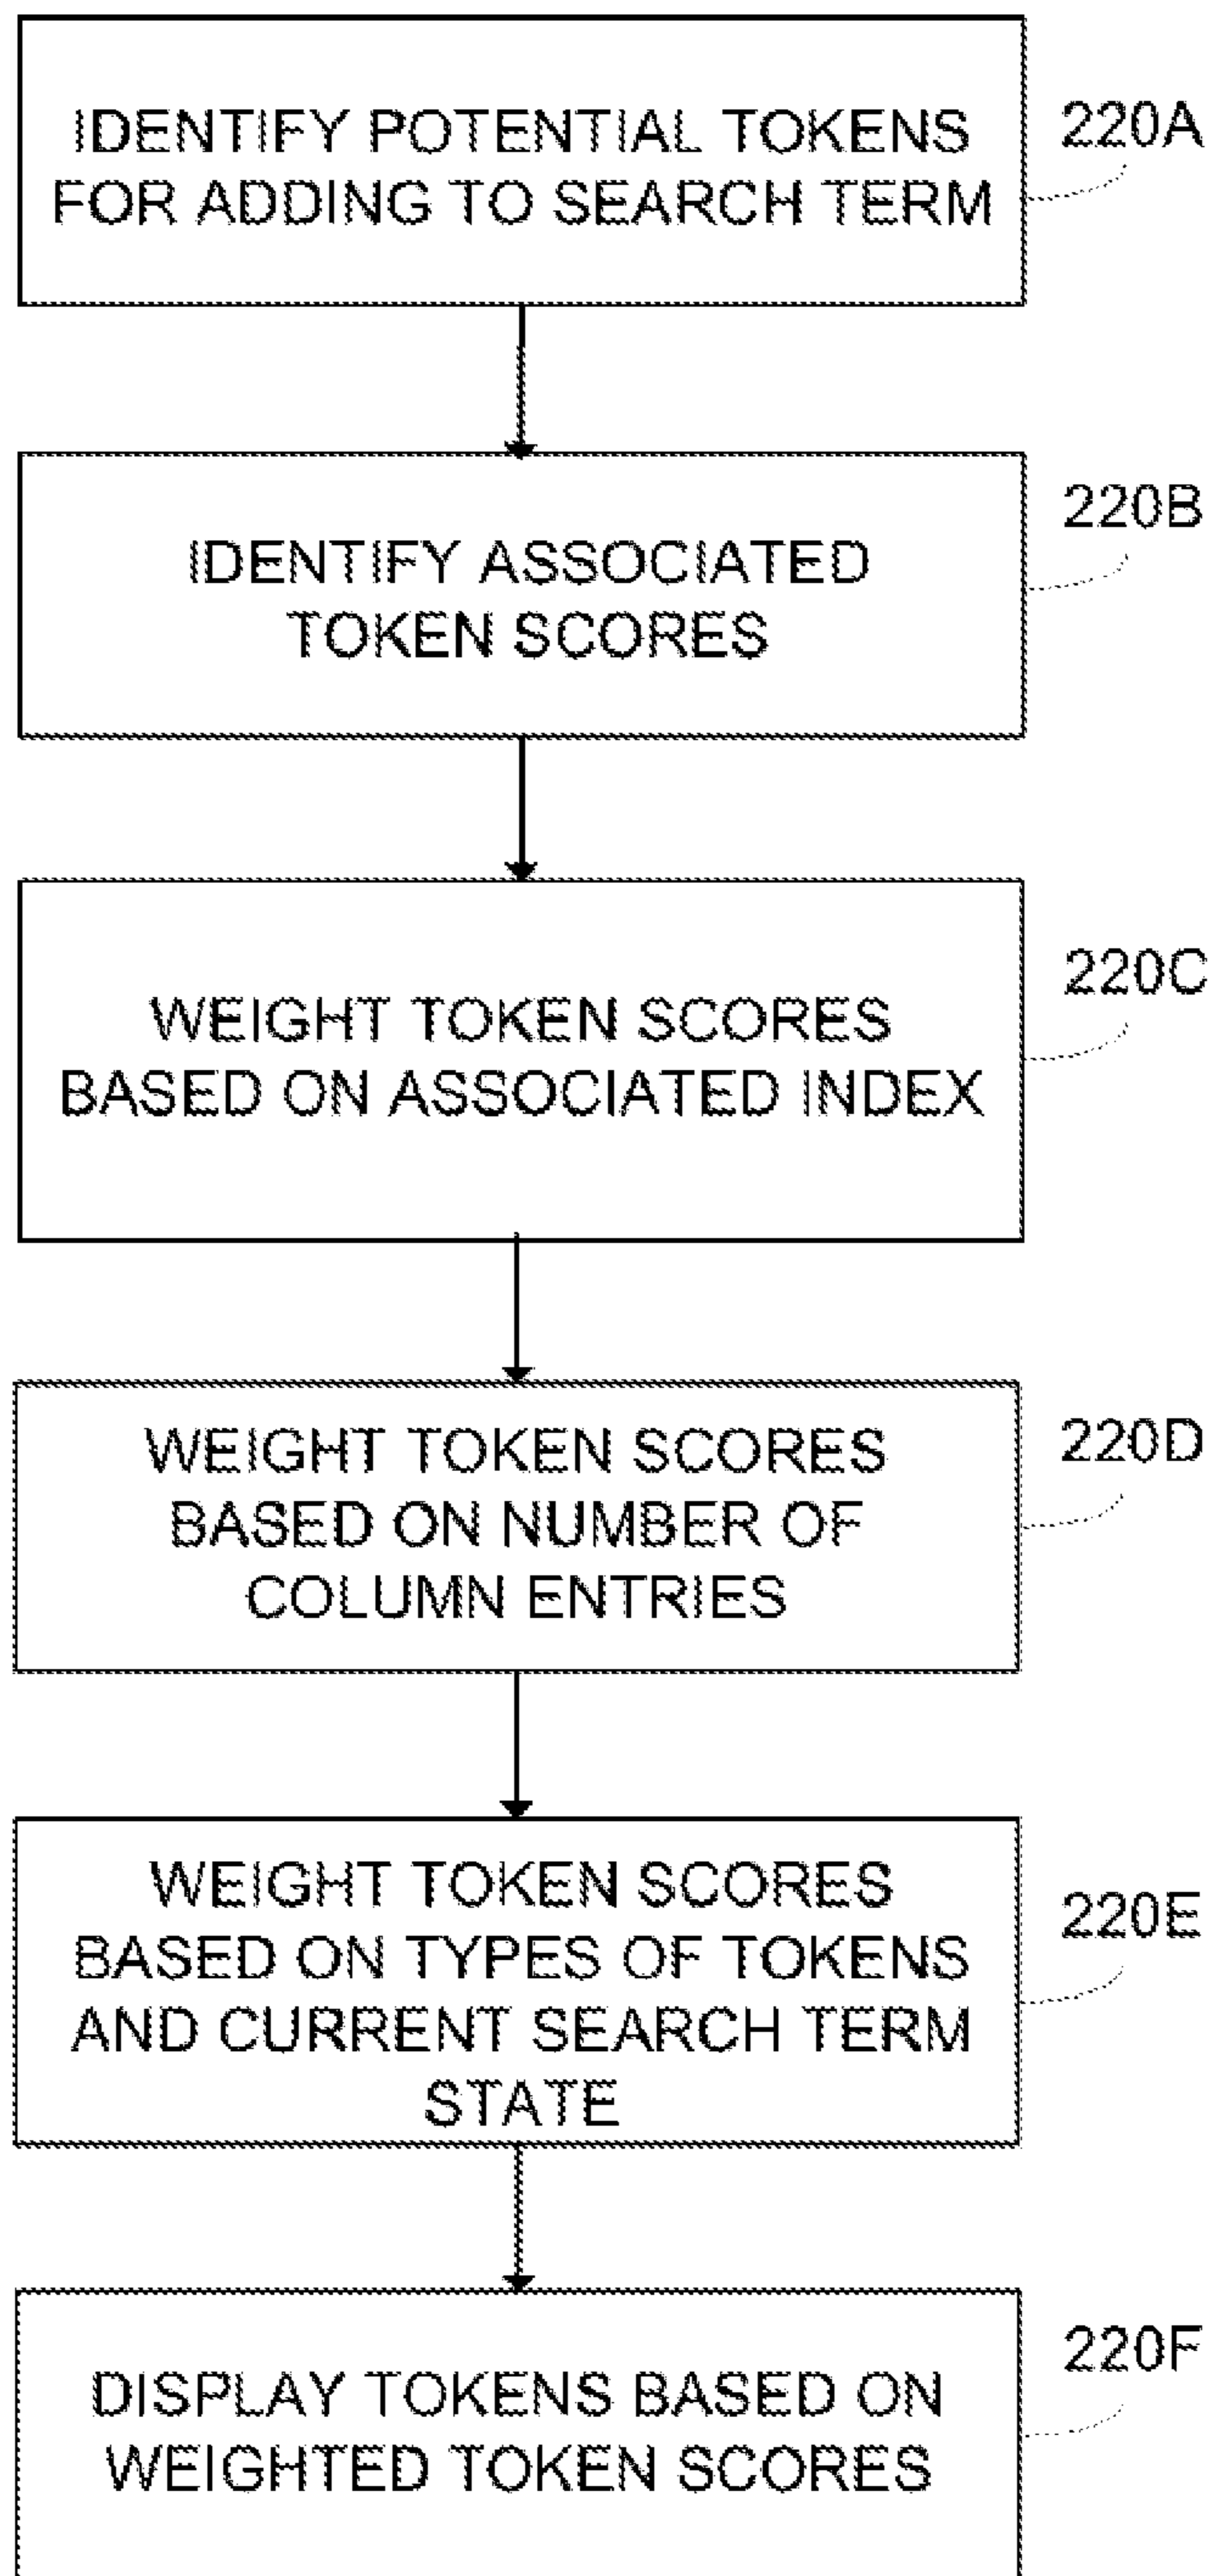 IDENTIFY POTENTIAL TOKENS
FOR ADDING TO SEARCH TERM
220A
IDENTIFY ASSOCIATED
TOKEN SCORES
220B
WEIGHT TOKEN SCORES
BASED ON ASSOCIATED INDEX
220C
WEIGHT TOKEN SCORES
BASED ON NUMBER OF
COLUMN ENTRIES
220D
WEIGHT TOKEN SCORES
BASED ON TYPES OF TOKENS
AND CURRENT SEARCH TERM
STATE
220E
DISPLAY TOKENS BASED ON
WEIGHTED TOKEN SCORES
220F